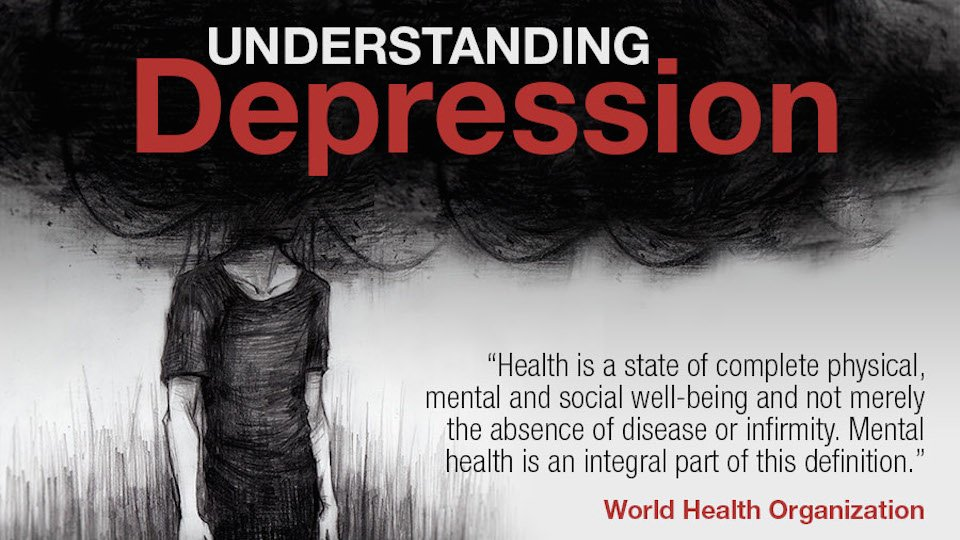 UNDERSTANDING
Depression
“Health is a state of complete physical,
mental and social well-being and not merely
the absence of disease or infirmity. Mental
health is an integral part of this definition.”
World Health Organization